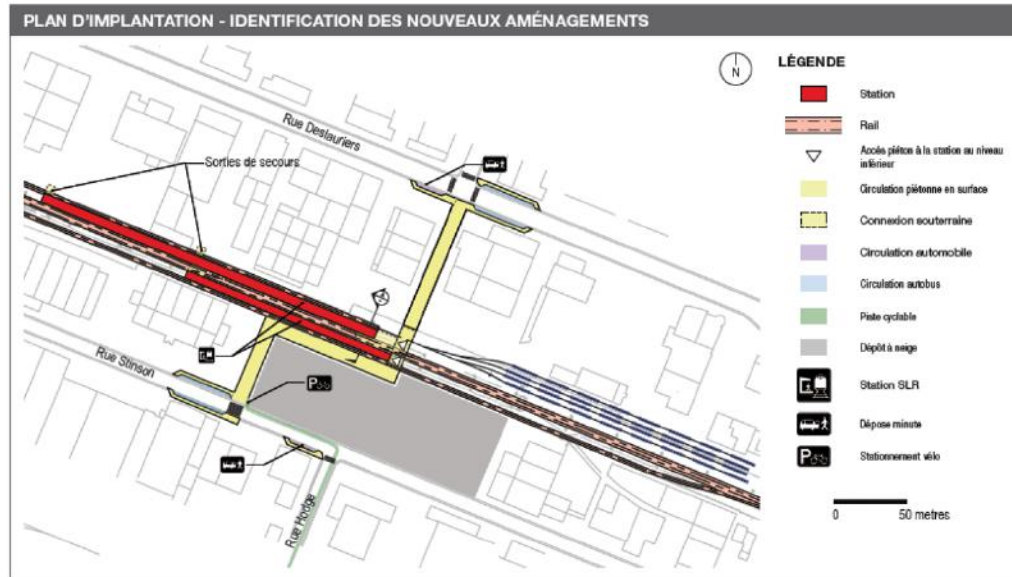 PLAN D'IMPLANTATION - IDENTIFICATION DES NOUVEAUX AMÉNAGEMENTS
N
LÉGENDE
Station
Rail
Accès piéton à la station au niveau
inférieur
Circulation piétonne en surface
Connexion souterraine
Circulation automobile
Circulation autobus
Piste cyclable
Dépôt à neige
Station SLR
Dépose minute
P
Stationnement vélo
0 50 metres
Rue Deslauriers
Sorties de secours
Rue Stinson
P
Rue Hodge